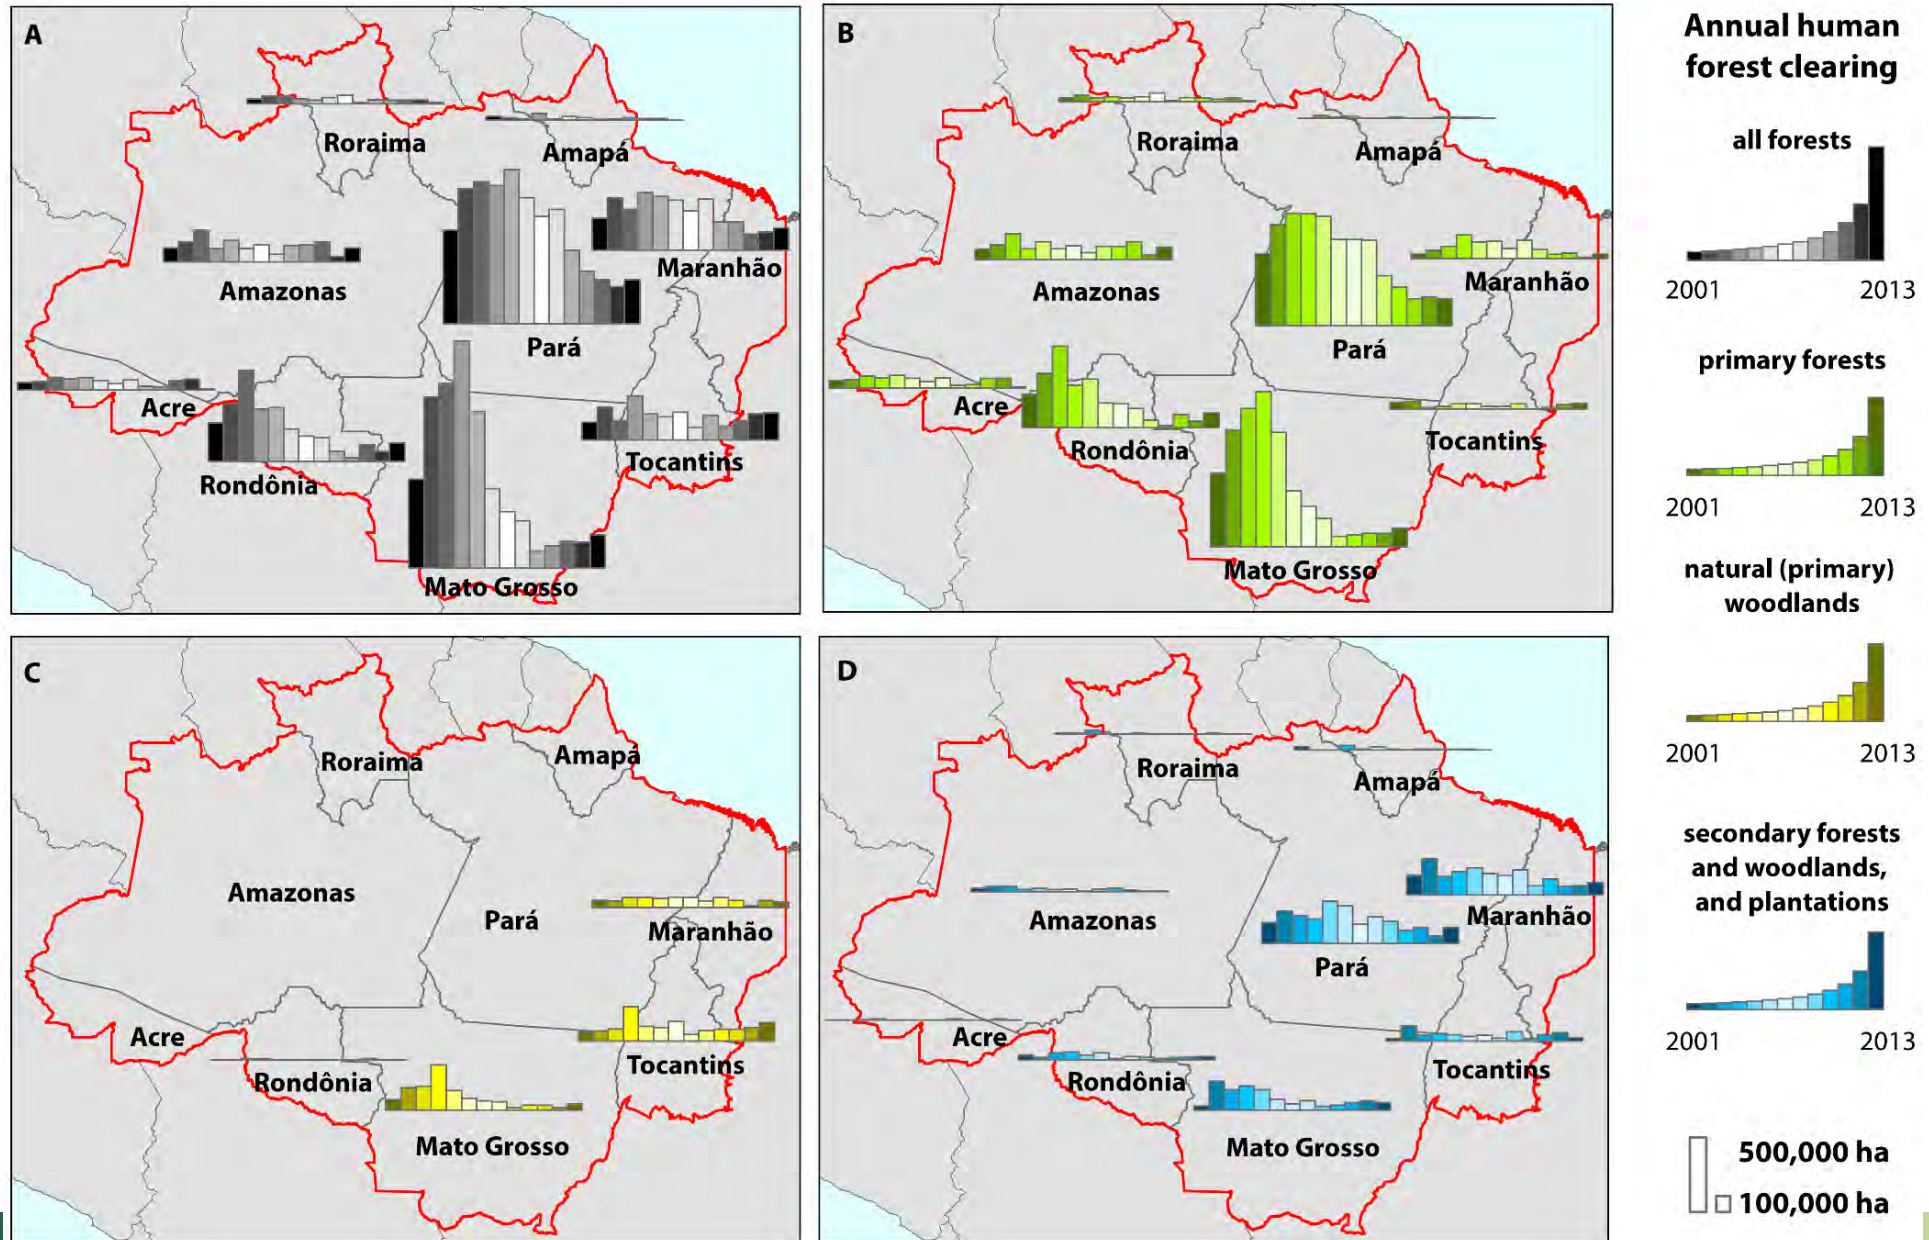 A
Roraima
Amapá
Amazonas
Maranhão
Pará
Acre
Rondônia
Tocantins
Mato Grosso
B
Roraima
Amapá
Amazonas
Maranhão
Pará
Acre
Rondônia
Tocantins
Mato Grosso
C
Roraima
Amapá
Amazonas
Pará
Maranhão
Acre
Rondônia
Tocantins
Mato Grosso
D
Roraima
Amapá
Amazonas
Maranhão
Pará
Acre
Rondônia
Tocantins
Mato Grosso
Annual human
forest clearing
all forests
2001 2013
primary forests
2001 2013
natural (primary)
woodlands
2001 2013
secondary forests
and woodlands,
and plantations
2001 2013
500,000 ha
100,000 ha